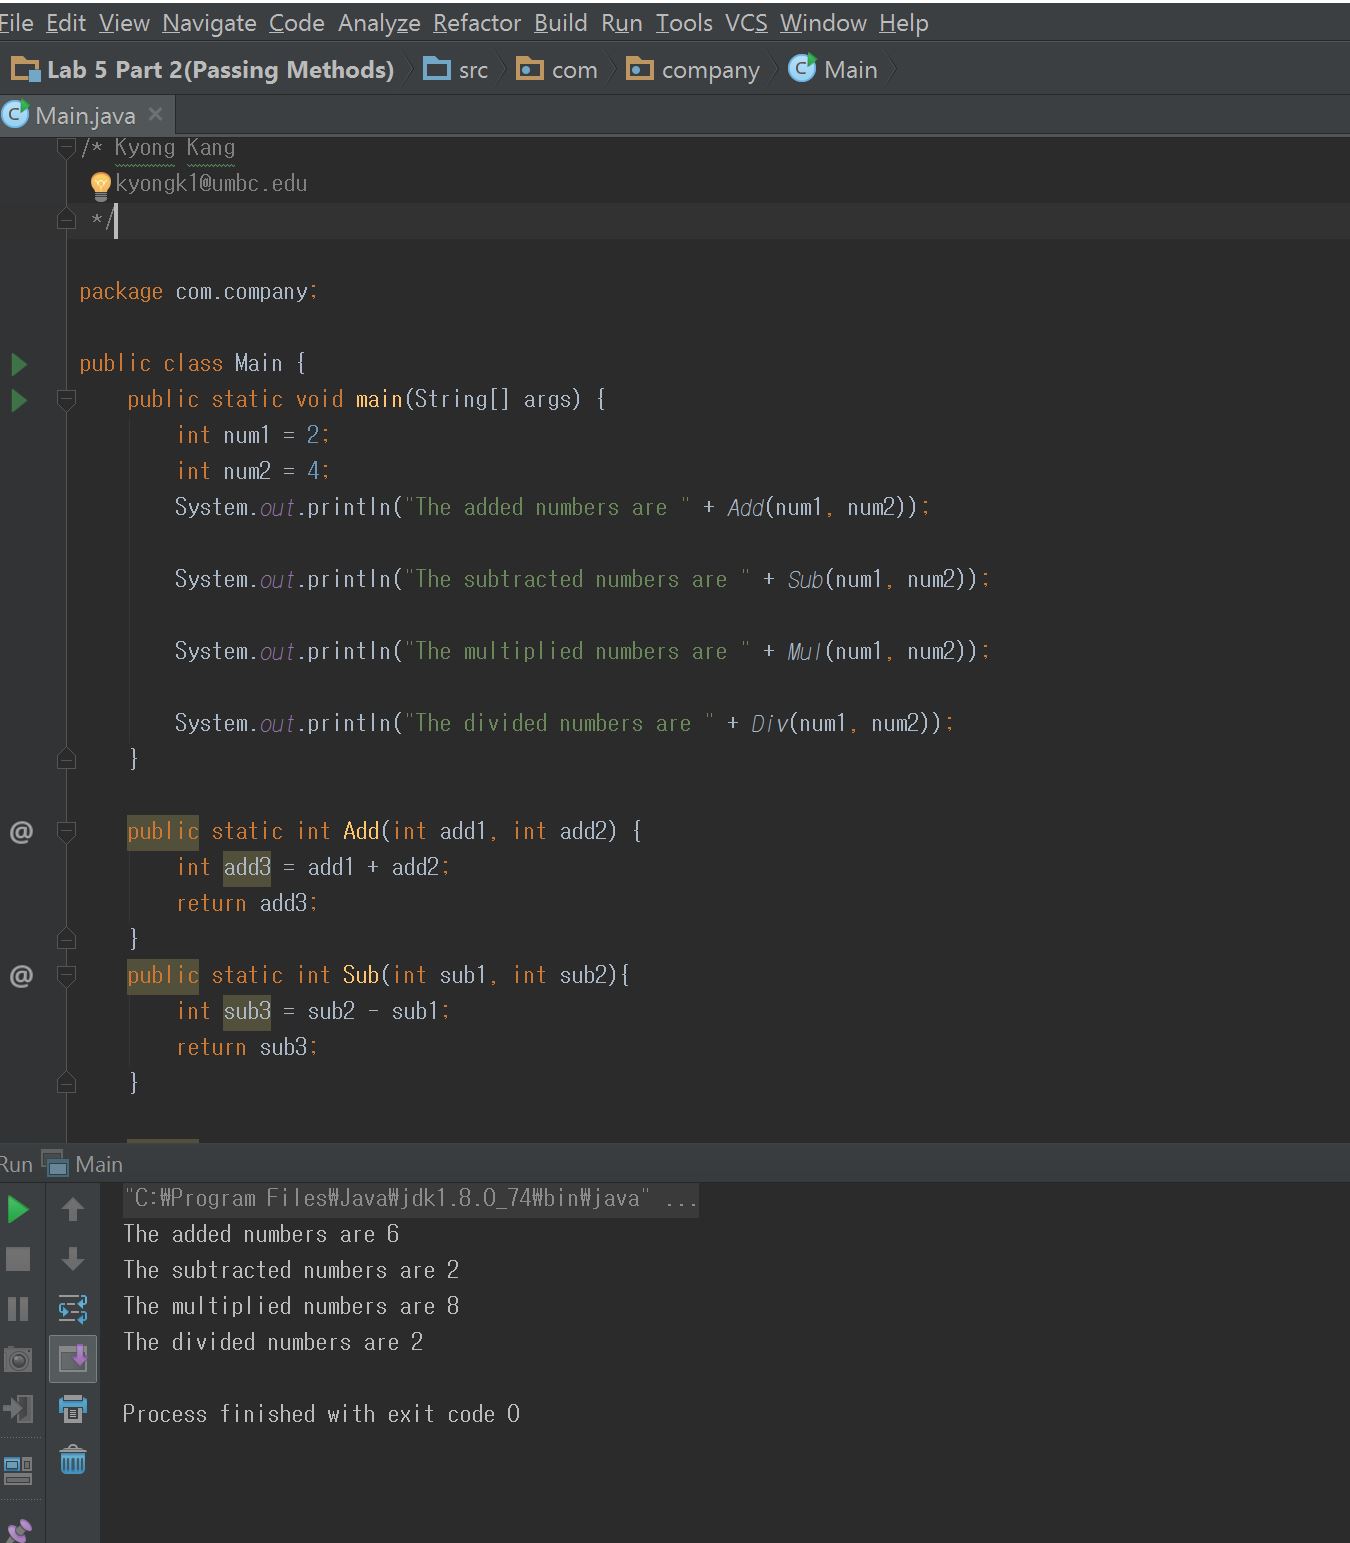 File Edit View Navigate Code Analyze Refactor Build Run Tools VCS Window Help
Lab 5 Part 2(Passing Methods) src com company Main
Main.java
/* Kyong Kang
kyongk1@umbc.edu
*/
package com.company;
public class Main {
public static void main(String[] args) {
int num1 = 2;
int num2 = 4;
System.out.println("The added numbers are " + Add(num1, num2));
System.out.println("The subtracted numbers are " + Sub(num1, num2));
System.out.println("The multiplied numbers are " + Mul(num1, num2));
System.out.println("The divided numbers are " + Div(num1, num2));
}
public static int Add(int add1, int add2) {
int add3 = add1 + add2;
return add3;
}
public static int Sub(int sub1, int sub2){
int sub3 = sub2 - sub1;
return sub3;
}
Run Main
"C:₩Program Files₩Java₩jdk1.8.0_74₩bin₩java" ...
The added numbers are 6
The subtracted numbers are 2
The multiplied numbers are 8
The divided numbers are 2
Process finished with exit code 0